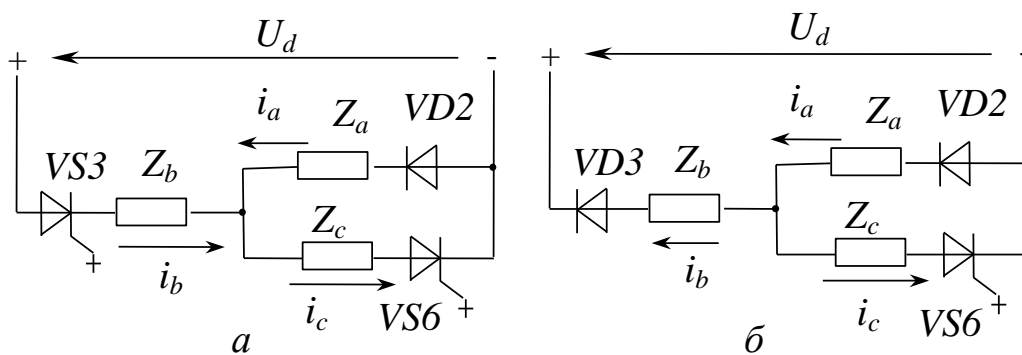 U_d
+ -
i_a Z_a VD2
VS3 Z_b
Z_c
+ i_b
i_c VS6 +
а
U_d
+ -
i_a Z_a VD2
VD3 Z_b
Z_c
i_b
i_c VS6 +
б